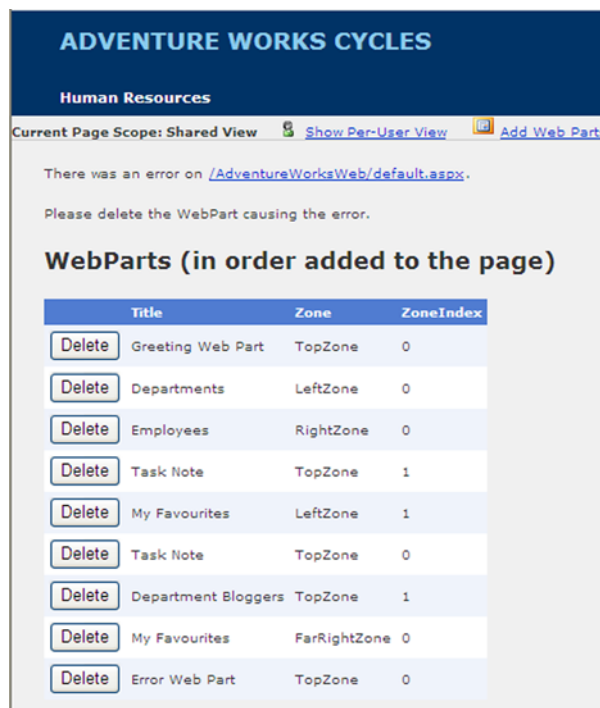 ADVENTURE WORKS CYCLES
Human Resources
Current Page Scope: Shared View Show Per-User View Add Web Part
There was an error on /AdventureWorksWeb/default.aspx.
Please delete the WebPart causing the error.
WebParts (in order added to the page)
Title Zone ZoneIndex
Delete Greeting Web Part TopZone 0
Delete Departments LeftZone 0
Delete Employees RightZone 0
Delete Task Note TopZone 1
Delete My Favourites LeftZone 1
Delete Task Note TopZone 0
Delete Department Bloggers TopZone 1
Delete My Favourites FarRightZone 0
Delete Error Web Part TopZone 0